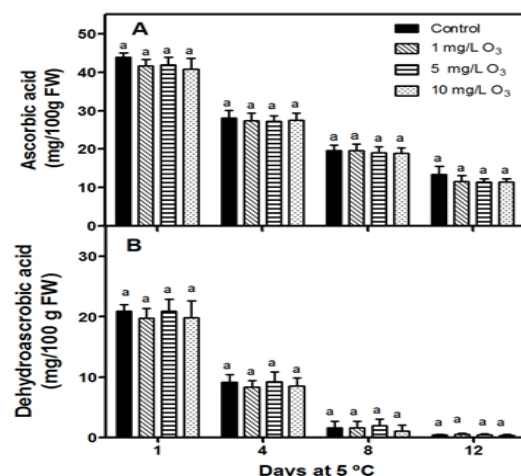 A
Control
1 mg/L O3
5 mg/L O3
10 mg/L O3
Ascorbic acid
(mg/100g FW)
50
40
30
20
10
0
a a a a
a a a a
a a a a
a a a a
B
Dehydroascrobic acid
(mg/100 g FW)
30
20
10
0
a a a a
a a a a
a a a a
a a a a
1 4 8 12
Days at 5 ºC